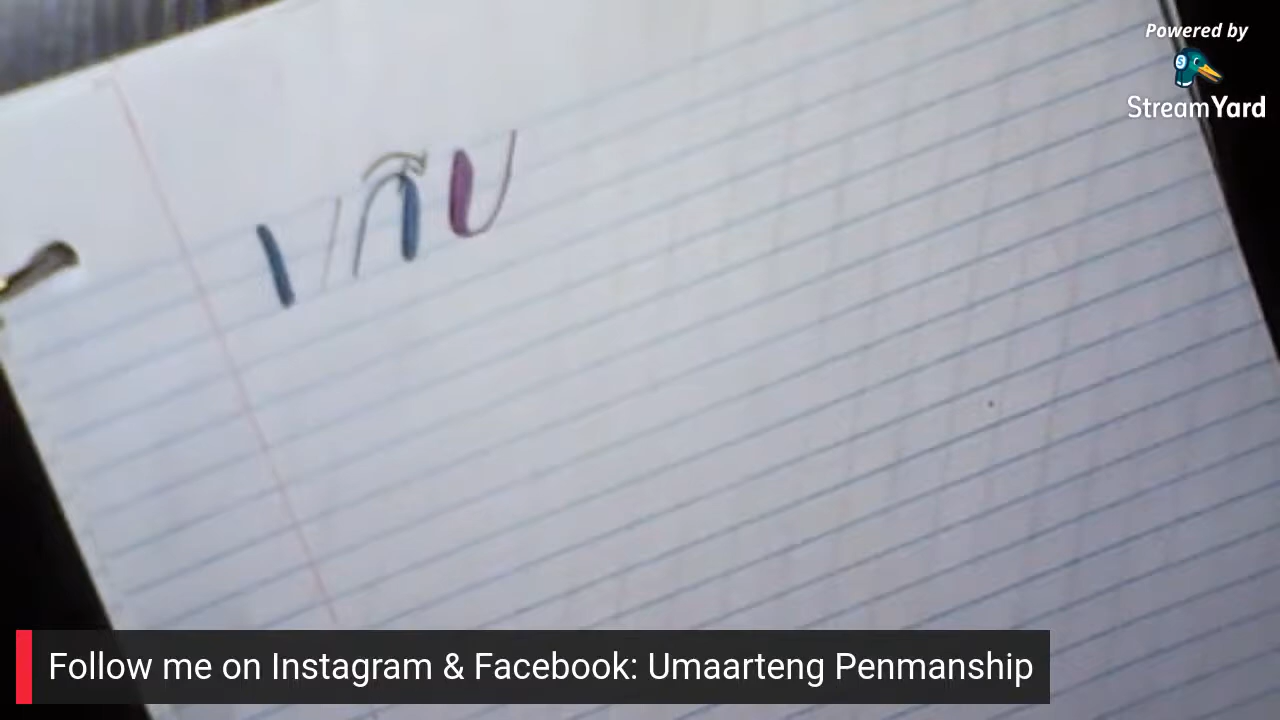 Powered by
StreamYard
Follow me on Instagram & Facebook: Umaarteng Penmanship